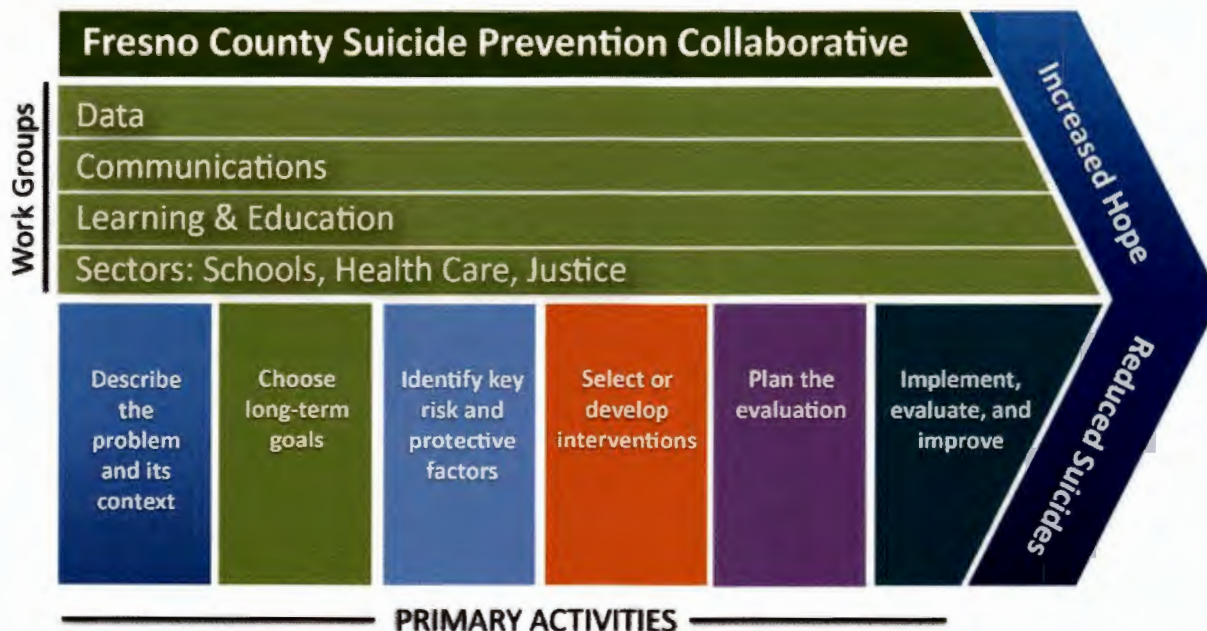 Fresno County Suicide Prevention Collaborative
Work Groups
Data
Communications
Learning & Education
Sectors: Schools, Health Care, Justice
Increased Hope
Reduced Suicides
Describe
the
problem
and its
context
Choose
long-term
goals
Identify key
risk and
protective
factors
Select or
develop
interventions
Plan the
evaluation
Implement,
evaluate, and
improve
PRIMARY ACTIVITIES